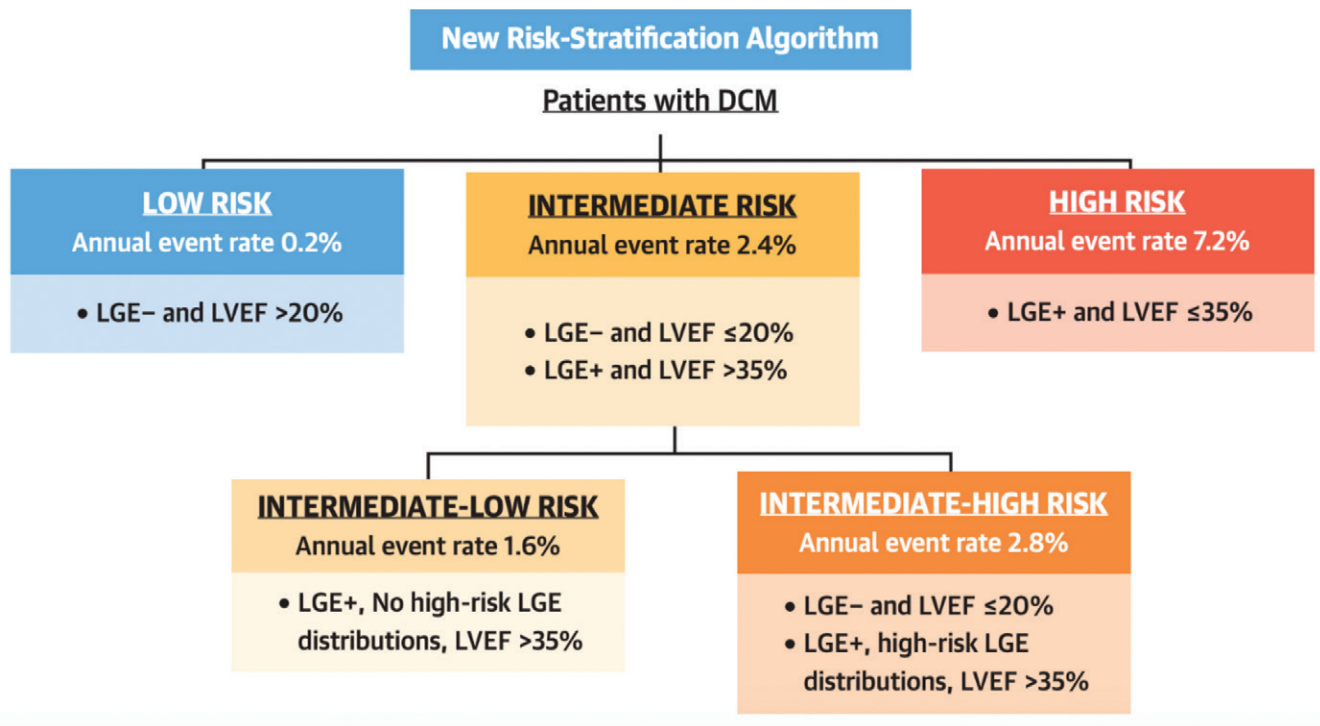 New Risk-Stratification Algorithm
Patients with DCM
LOW RISK
Annual event rate 0.2%
• LGE− and LVEF >20%
INTERMEDIATE RISK
Annual event rate 2.4%
• LGE− and LVEF ≤20%
• LGE+ and LVEF >35%
HIGH RISK
Annual event rate 7.2%
• LGE+ and LVEF ≤35%
INTERMEDIATE-LOW RISK
Annual event rate 1.6%
• LGE+, No high-risk LGE
distributions, LVEF >35%
INTERMEDIATE-HIGH RISK
Annual event rate 2.8%
• LGE− and LVEF ≤20%
• LGE+, high-risk LGE
distributions, LVEF >35%